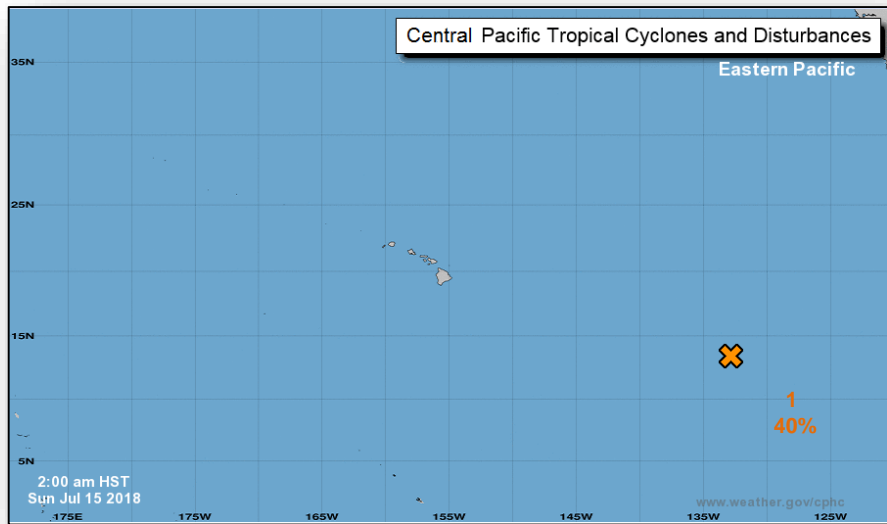 Central Pacific Tropical Cyclones and Disturbances
Eastern Pacific
35N
25N
15N
1
40%
5N
2:00 am HST
Sun Jul 15 2018
www.weather.gov/cphc
175E
175W
165W
155W
145W
135W
125W